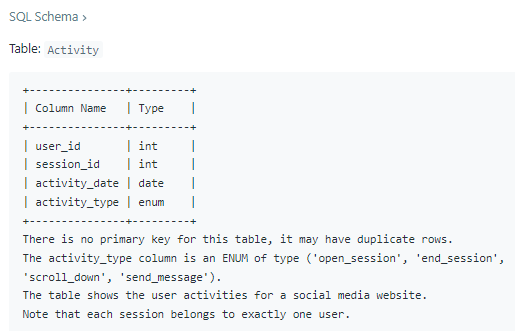 SQL Schema ›
Table: Activity
+---------------+---------+
| Column Name   | Type    |
+---------------+---------+
| user_id       | int     |
| session_id    | int     |
| activity_date | date    |
| activity_type | enum    |
+---------------+---------+
There is no primary key for this table, it may have duplicate rows.
The activity_type column is an ENUM of type ('open_session', 'end_session',
'scroll_down', 'send_message').
The table shows the user activities for a social media website.
Note that each session belongs to exactly one user.